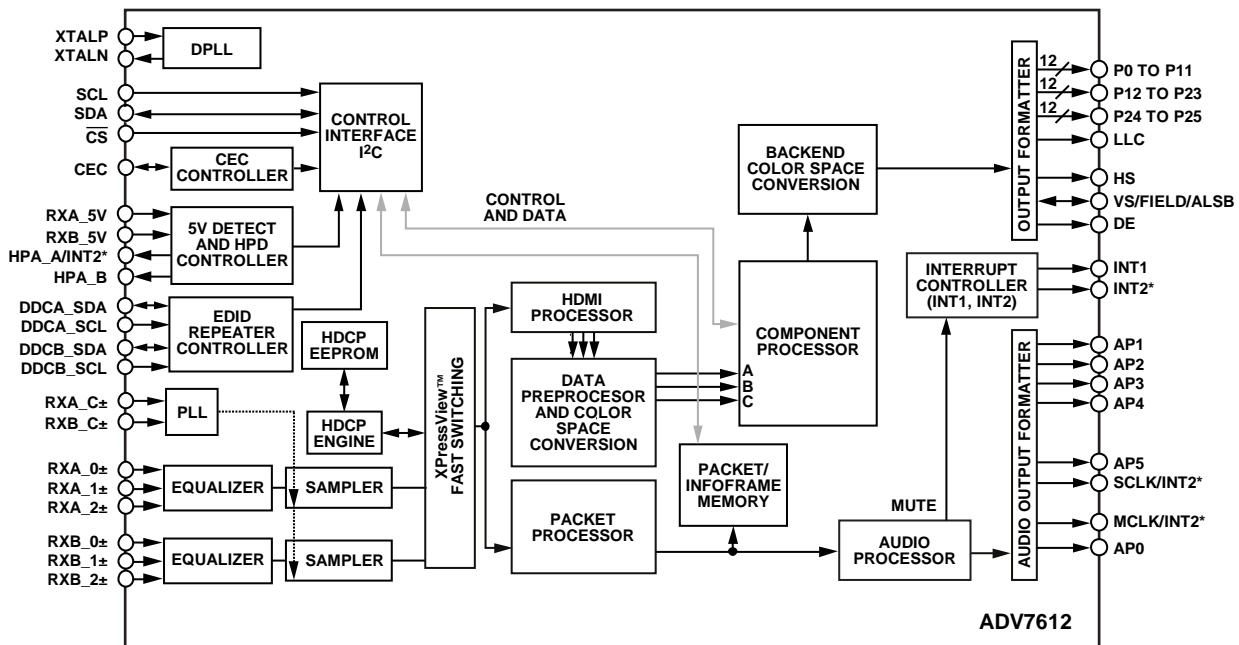 XTALP
XTALN
DPLL
SCL
SDA
CS
CEC
CEC
CONTROLLER
CONTROL
INTERFACE
I2C
RXA_5V
RXB_5V
HPA_A/INT2*
HPA_B
5V DETECT
AND HPD
CONTROLLER
DDCA_SDA
DDCA_SCL
DDCB_SDA
DDCB_SCL
EDID
REPEATER
CONTROLLER
RXA_C±
RXB_C±
PLL
HDCP
EEPROM
HDCP
ENGINE
RXA_0±
RXA_1±
RXA_2±
EQUALIZER
SAMPLER
RXB_0±
RXB_1±
RXB_2±
EQUALIZER
SAMPLER
XPressView™
FAST SWITCHING
CONTROL
AND DATA
HDMI
PROCESSOR
DATA
PREPROCESOR
AND COLOR
SPACE
CONVERSION
PACKET
PROCESSOR
A
B
C
COMPONENT
PROCESSOR
BACKEND
COLOR SPACE
CONVERSION
PACKET/
INFOFRAME
MEMORY
MUTE
AUDIO
PROCESSOR
INTERRUPT
CONTROLLER
(INT1, INT2)
OUTPUT FORMATTER
12
12
12
P0 TO P11
P12 TO P23
P24 TO P25
LLC
HS
VS/FIELD/ALSB
DE
INT1
INT2*
AUDIO OUTPUT FORMATTER
AP1
AP2
AP3
AP4
AP5
SCLK/INT2*
MCLK/INT2*
AP0
ADV7612